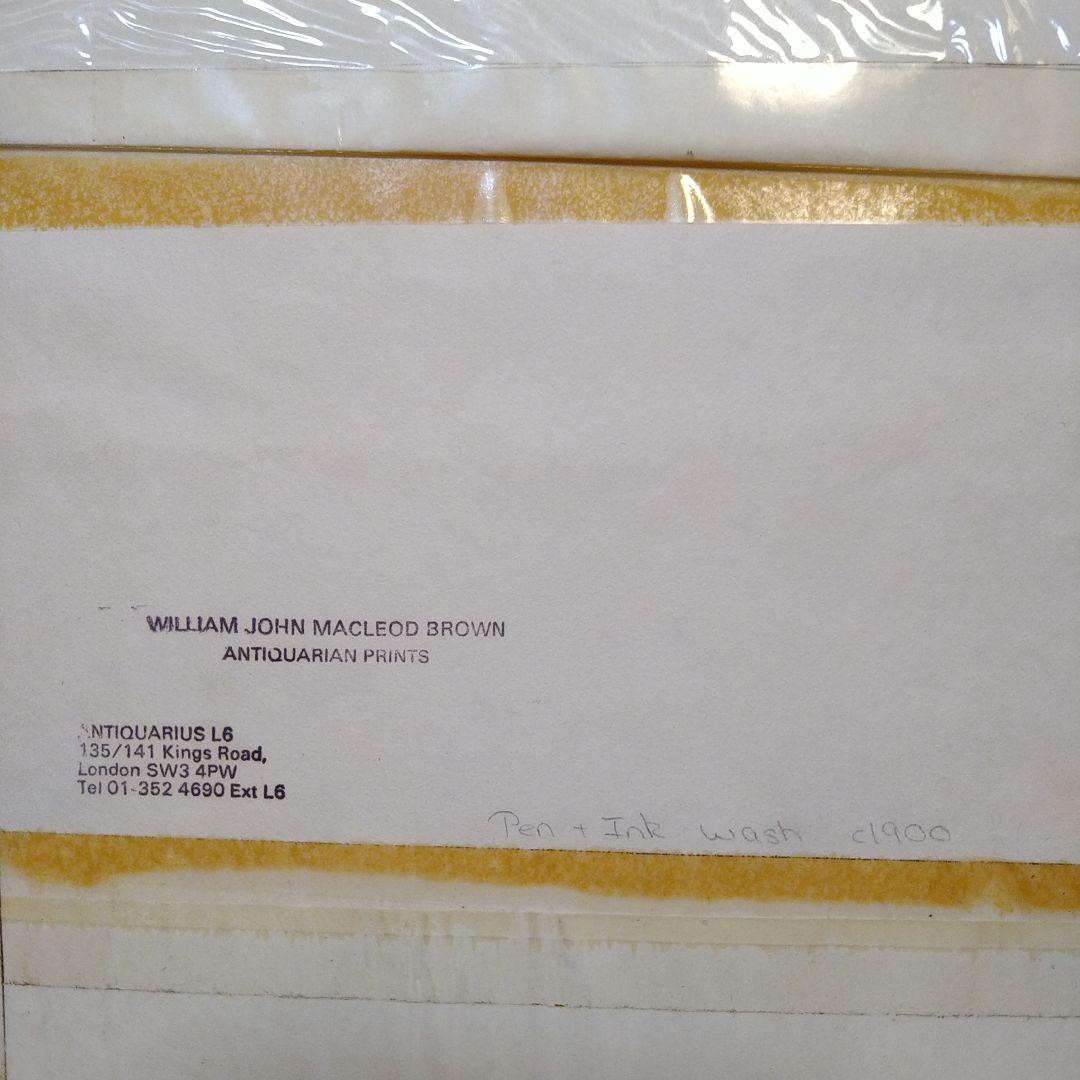 WILLIAM JOHN MACLEOD BROWN
ANTIQUARIAN PRINTS
ANTIQUARIUS L6
135/141 Kings Road,
London SW3 4PW
Tel 01-352 4690 Ext L6
Pen + Ink wash c1900